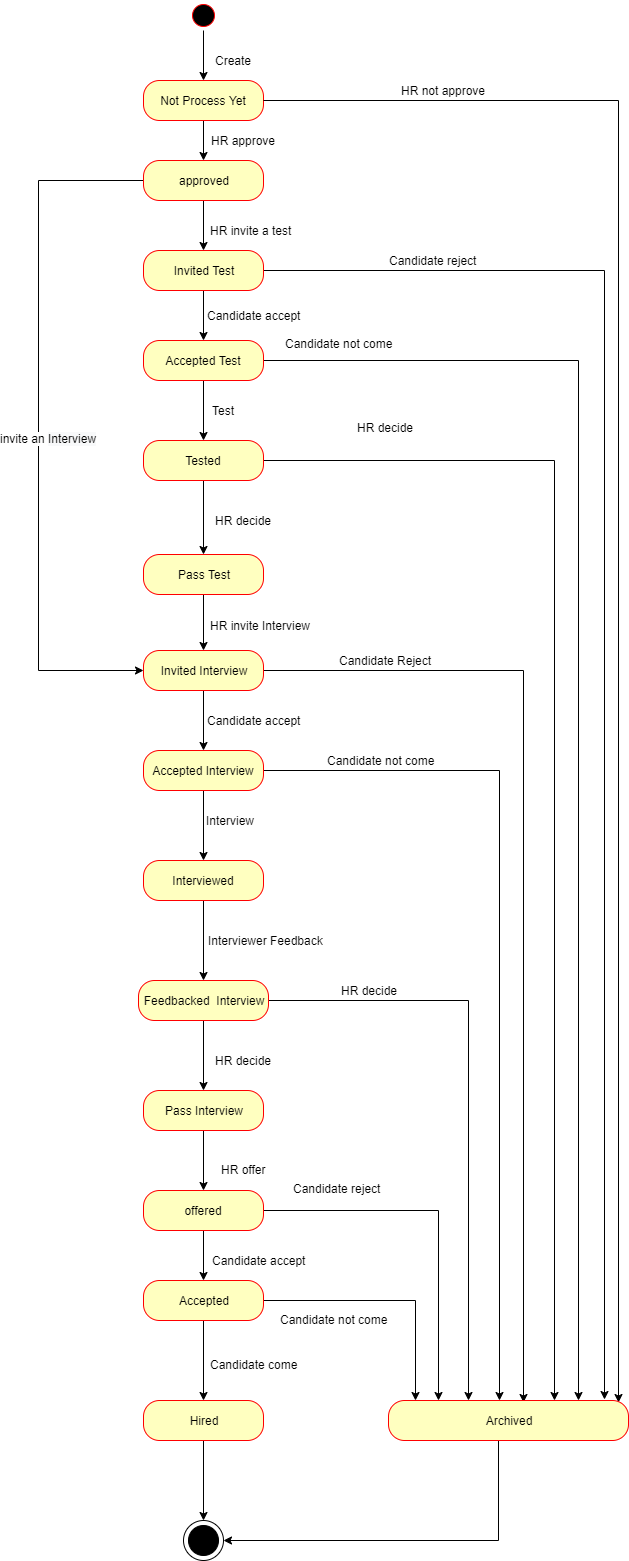 Create
Not Process Yet
HR not approve
HR approve
approved
HR invite a test
Invited Test
Candidate reject
Candidate accept
Candidate not come
Accepted Test
Test
HR decide
invite an Interview
Tested
HR decide
Pass Test
HR invite Interview
Invited Interview
Candidate Reject
Candidate accept
Candidate not come
Accepted Interview
Interview
Interviewed
Interviewer Feedback
HR decide
Feedbacked  Interview
HR decide
Pass Interview
HR offer
Candidate reject
offered
Candidate accept
Accepted
Candidate not come
Candidate come
Hired
Archived